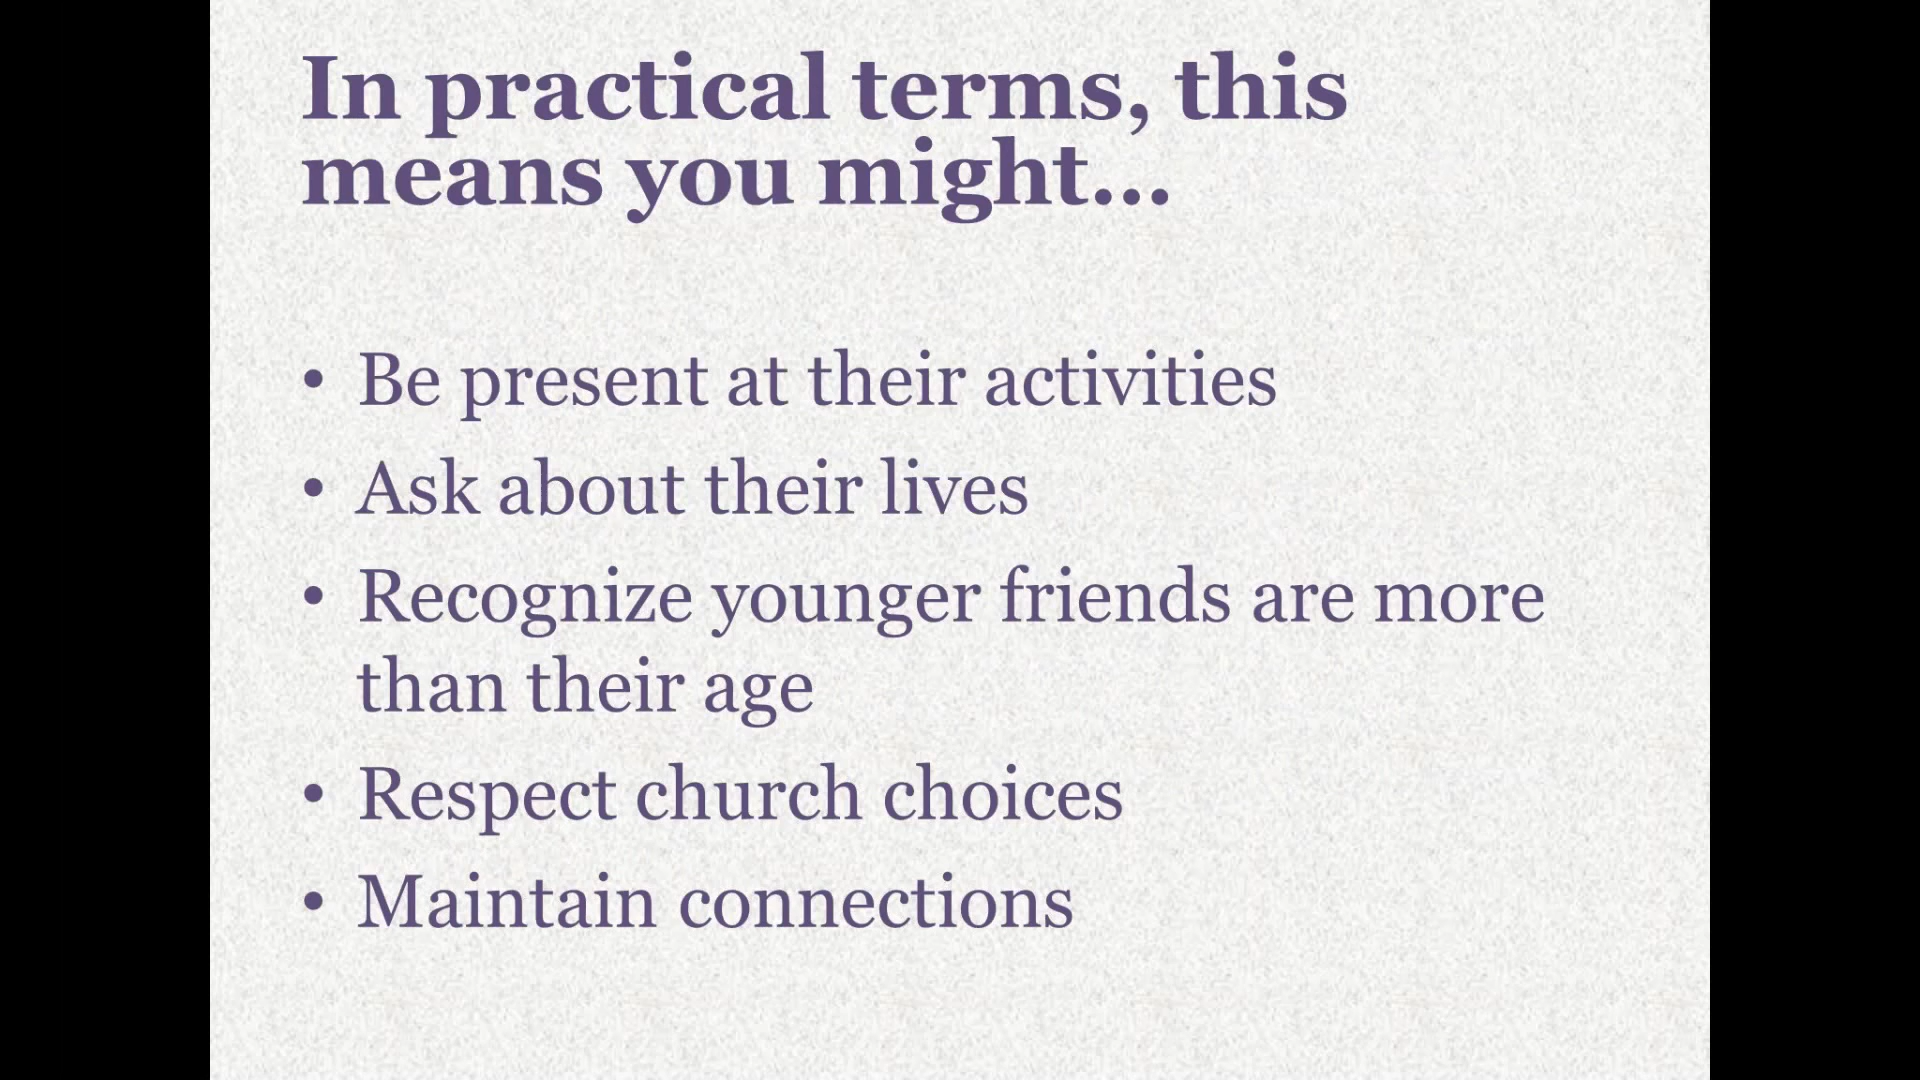 In practical terms, this
means you might...
• Be present at their activities
• Ask about their lives
• Recognize younger friends are more
than their age
• Respect church choices
• Maintain connections